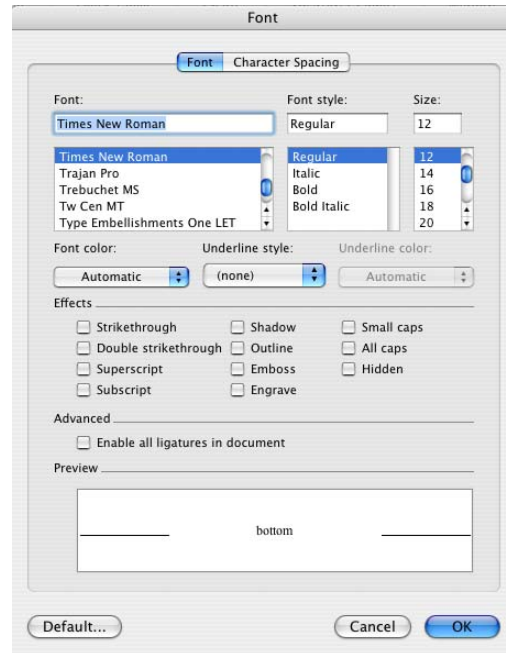 Font
Font Character Spacing
Font: Font style: Size:
Times New Roman Regular 12
Times New Roman Regular 12
Trajan Pro Italic 14
Trebuchet MS Bold 16
Tw Cen MT Bold Italic 18
Type Embellishments One LET 20
Font color: Underline style: Underline color:
Automatic (none) Automatic
Effects
Strikethrough Shadow Small caps
Double strikethrough Outline All caps
Superscript Emboss Hidden
Subscript Engrave
Advanced
Enable all ligatures in document
Preview
bottom
Default... Cancel OK